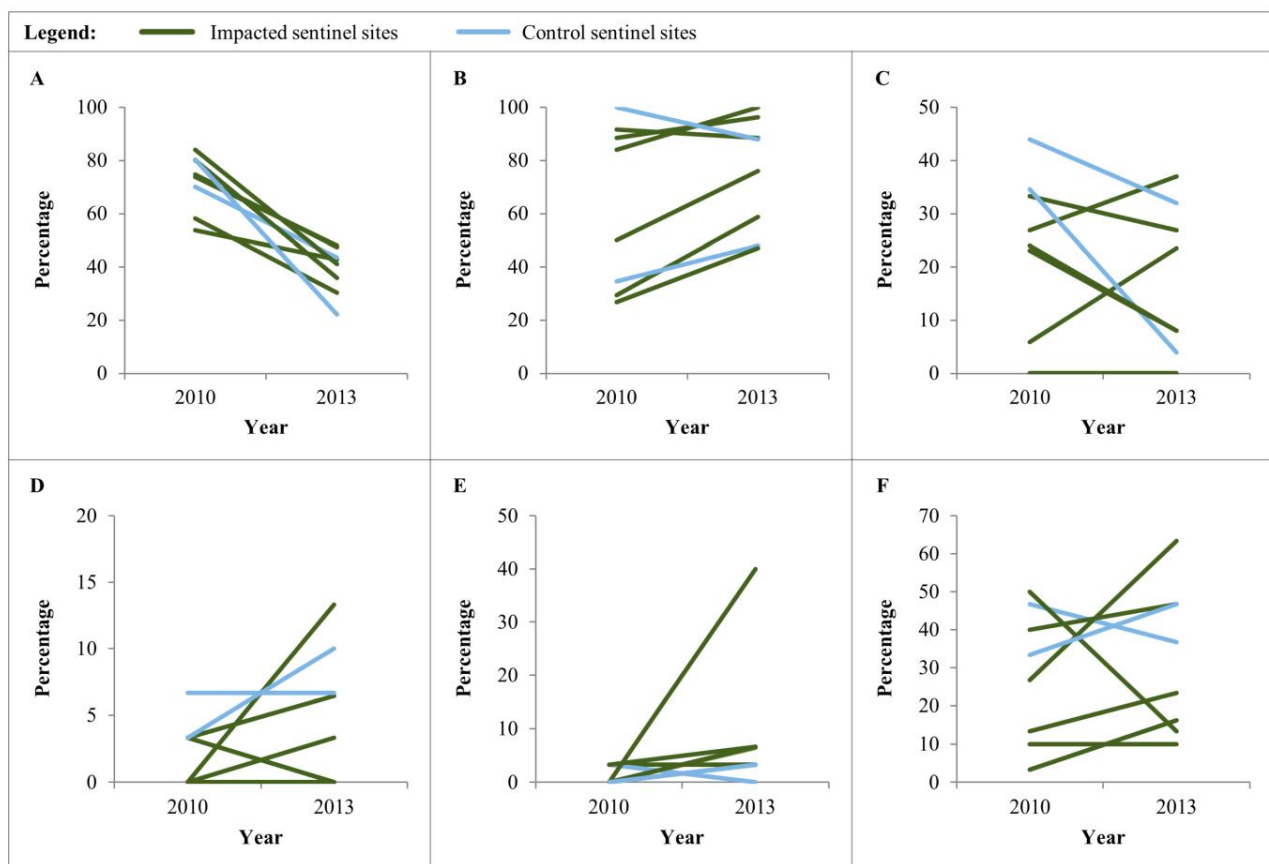 Legend: Impacted sentinel sites Control sentinel sites
A
100
80
60
40
20
0
Percentage
2010 2013
Year
B
100
80
60
40
20
0
Percentage
2010 2013
Year
C
50
40
30
20
10
0
Percentage
2010 2013
Year
D
20
15
10
5
0
Percentage
2010 2013
Year
E
50
40
30
20
10
0
Percentage
2010 2013
Year
F
70
60
50
40
30
20
10
0
Percentage
2010 2013
Year